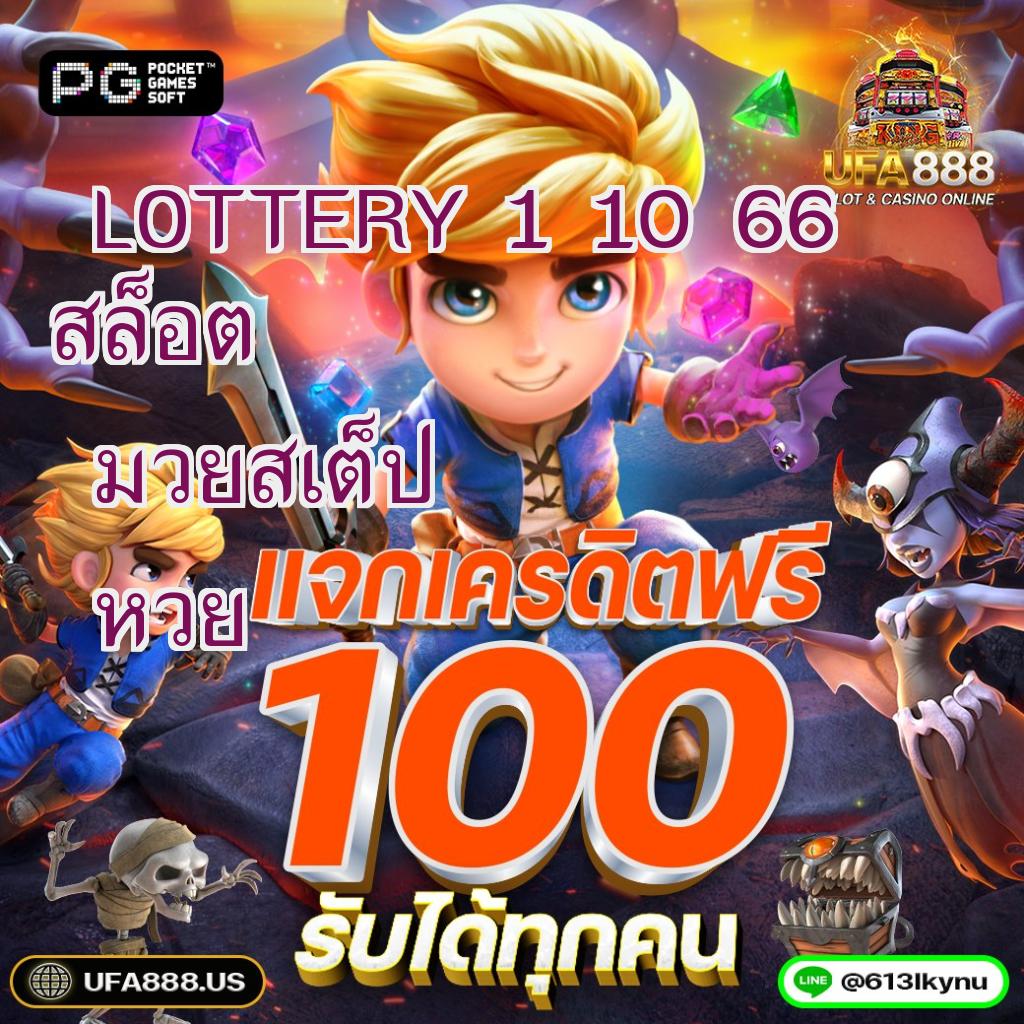 PG POCKET GAMES SOFT™
UFA888
LOT & CASINO ONLINE
LOTTERY 1 10 66
สล็อต
มวยสเต็ป
หวย
แจกเครดิตฟรี
100
รับได้ทุกคน
UFA888.US
LINE @613lkynu